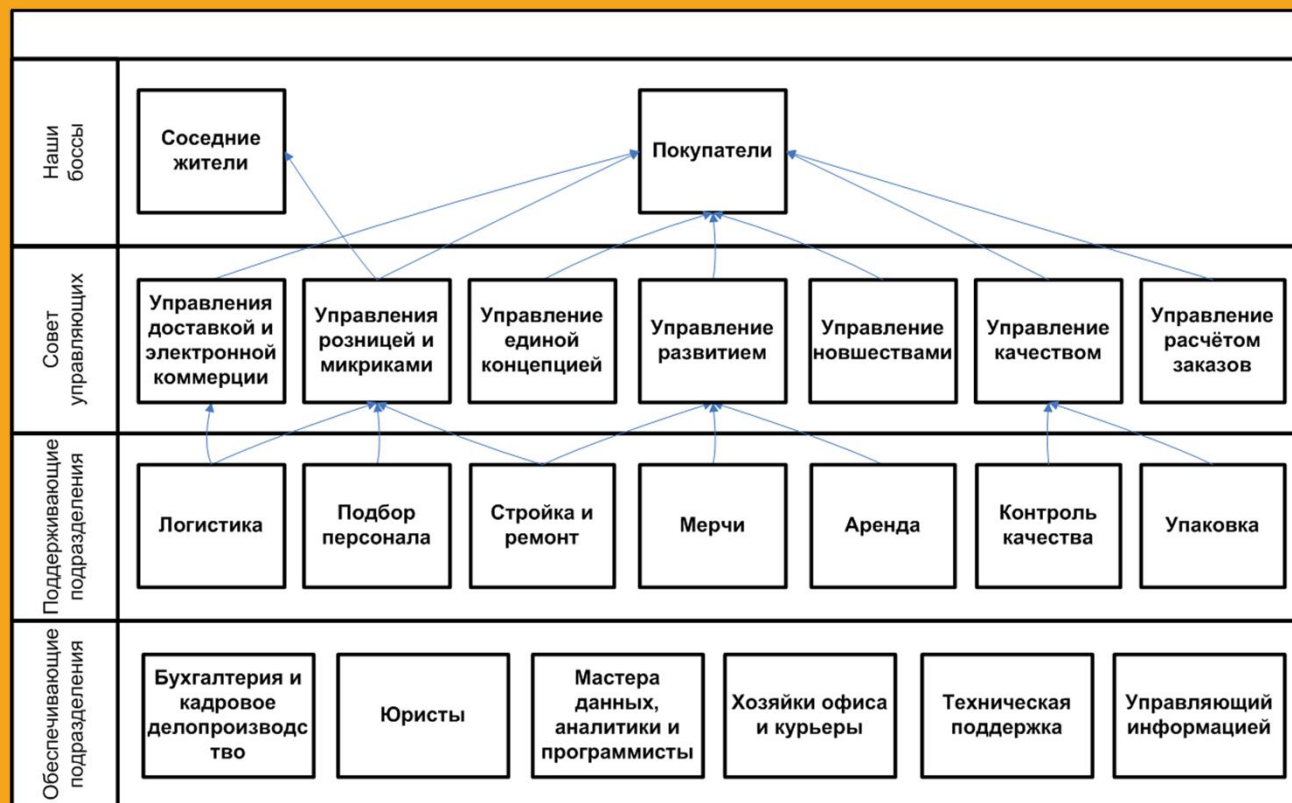 Наши
боссы
Соседние
жители
Покупатели
Совет
управляющих
Управления
доставкой и
электронной
коммерции
Управления
розницей и
микриками
Управление
единой
концепцией
Управление
развитием
Управление
новшествами
Управление
качеством
Управление
расчётом
заказов
Поддерживающие
подразделения
Логистика
Подбор
персонала
Стройка и
ремонт
Мерчи
Аренда
Контроль
качества
Упаковка
Обеспечивающие
подразделения
Бухгалтерия и
кадровое
делопроизводс
тво
Юристы
Мастера
данных,
аналитики и
программисты
Хозяйки офиса
и курьеры
Техническая
поддержка
Управляющий
информацией